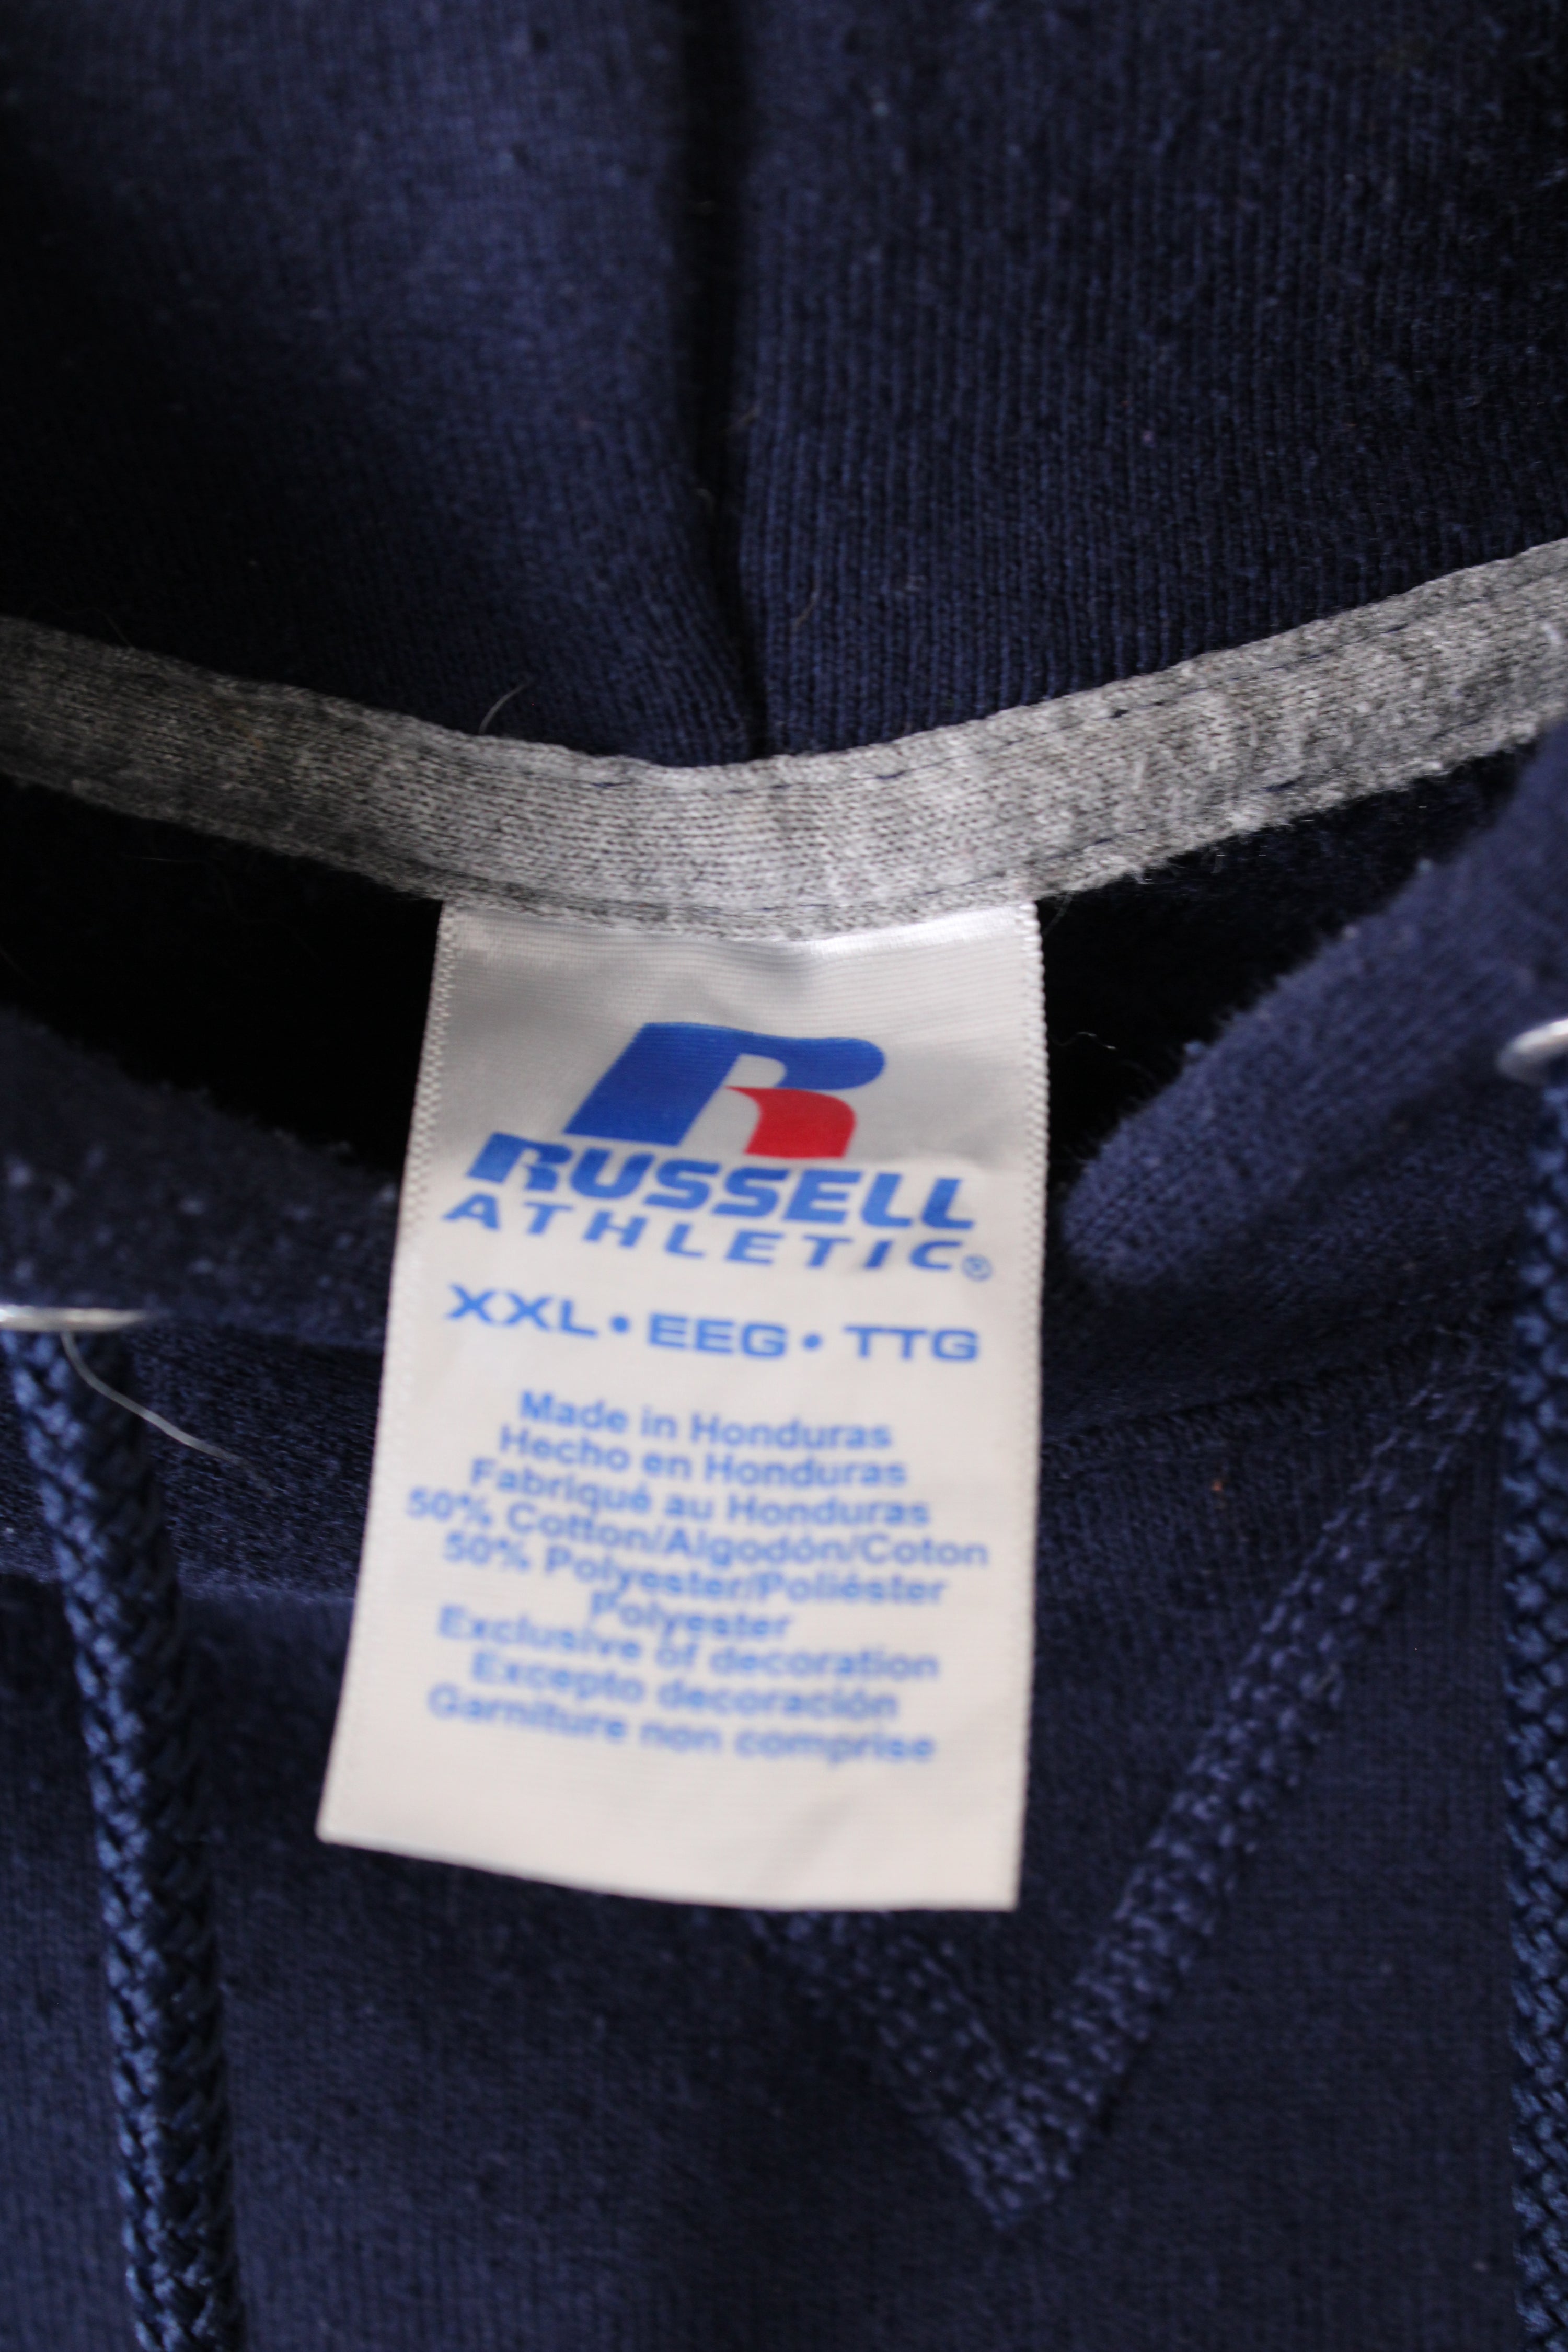 R
RUSSELL
ATHLETIC®
XXL • EEG • TTG
Made in Honduras
Hecho en Honduras
Fabriqué au Honduras
50% Cotton/Algodón/Coton
50% Polyester/Poliéster
Polyester
Exclusive of decoration
Excepto decoración
Garniture non comprise